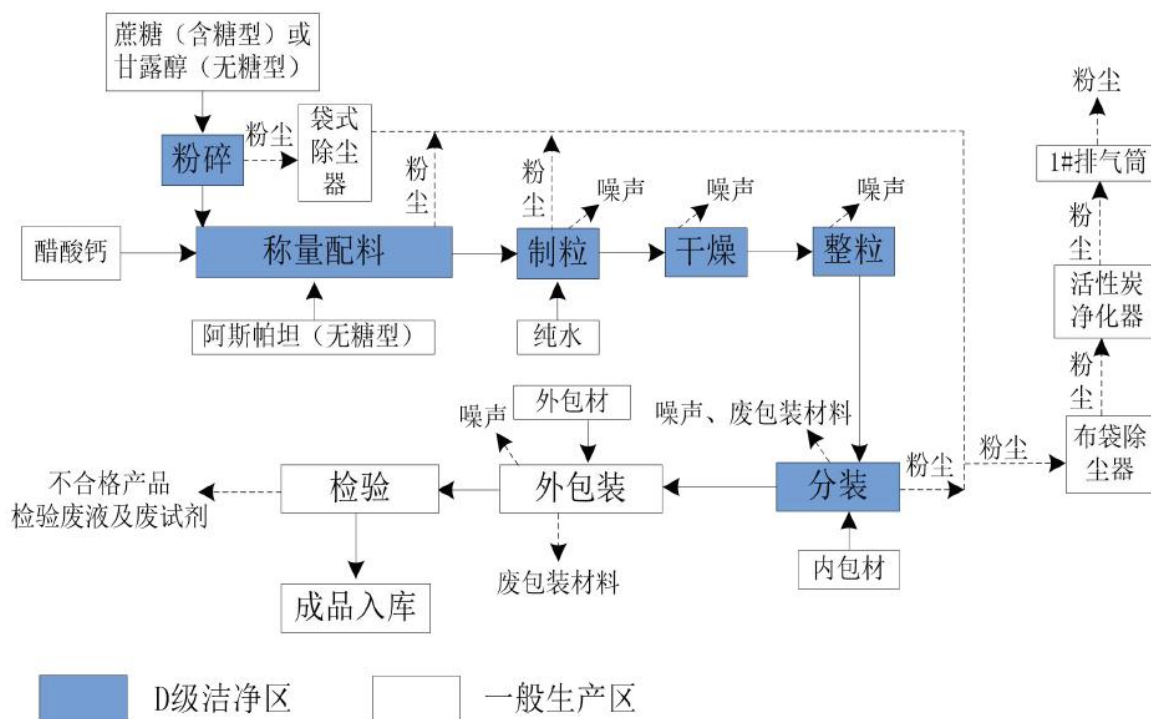 蔗糖（含糖型）或
甘露醇（无糖型）
粉尘
袋式
除尘
器
粉碎
粉尘
粉尘
粉尘
1#排气筒
噪声
噪声
噪声
粉尘
醋酸钙
称量配料
制粒
干燥
整粒
活性炭
净化器
阿斯帕坦（无糖型）
纯水
粉尘
外包材
噪声
噪声、废包装材料
布袋除
尘器
粉尘
粉尘
不合格产品
检验废液及废试剂
检验
外包装
分装
废包装材料
内包材
成品入库
D级洁净区
一般生产区